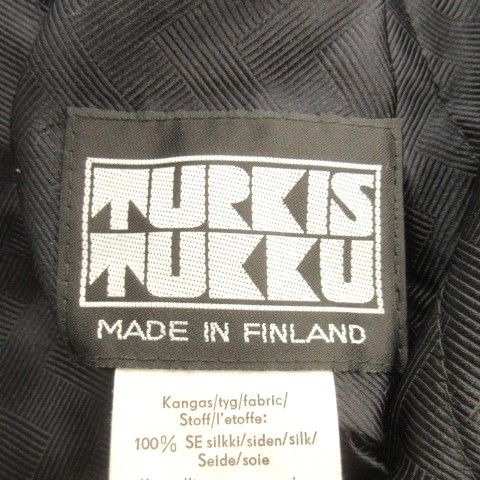 TURKIS
TUKKU
MADE IN FINLAND
Kangas/tyg/fabric/
Stoff/l'etoffe:
100% SE silkki/siden/silk/
Seide/soie